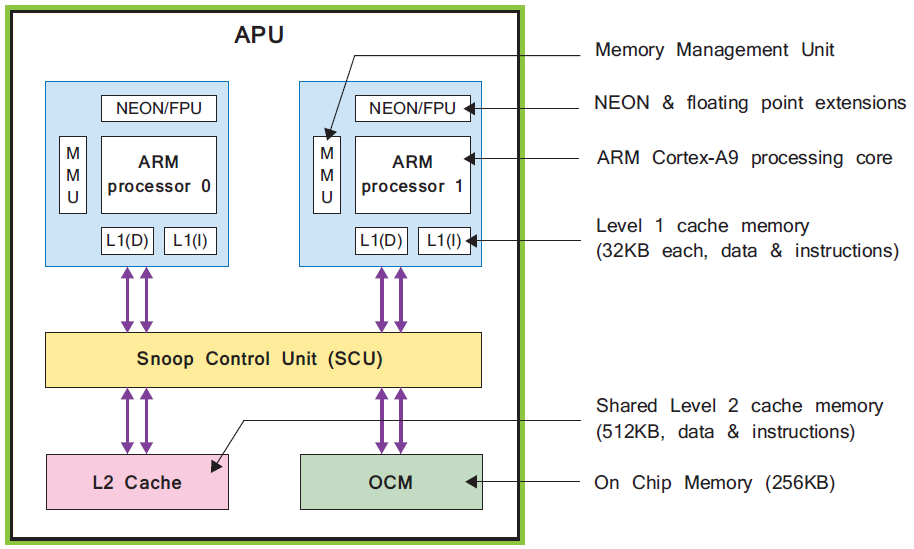 APU
Memory Management Unit
NEON/FPU
NEON/FPU
NEON & floating point extensions
M
M
U
ARM
processor 0
M
M
U
ARM
processor 1
ARM Cortex-A9 processing core
L1(D)
L1(I)
L1(D)
L1(I)
Level 1 cache memory
(32KB each, data & instructions)
Snoop Control Unit (SCU)
Shared Level 2 cache memory
(512KB, data & instructions)
L2 Cache
OCM
On Chip Memory (256KB)